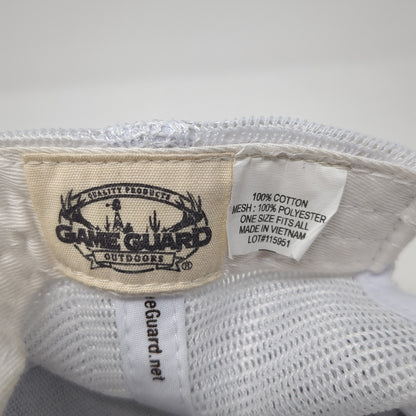 QUALITY PRODUCTS
GAME GUARD
OUTDOORS
®
100% COTTON
MESH : 100% POLYESTER
ONE SIZE FITS ALL
MADE IN VIETNAM
LOT#115951
eGuard.net